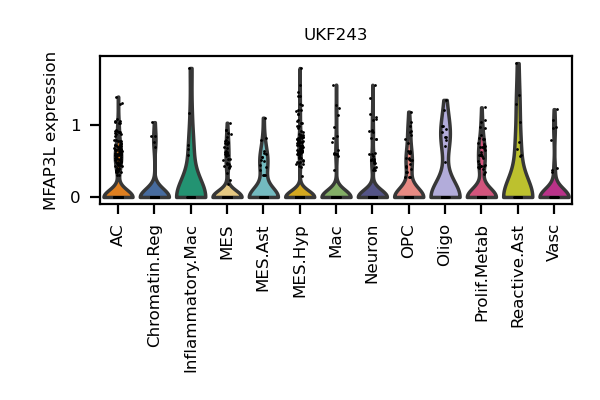 UKF243
MFAP3L expression
1
0
AC
Chromatin.Reg
Inflammatory.Mac
MES
MES.Ast
MES.Hyp
Mac
Neuron
OPC
Oligo
Prolif.Metab
Reactive.Ast
Vasc